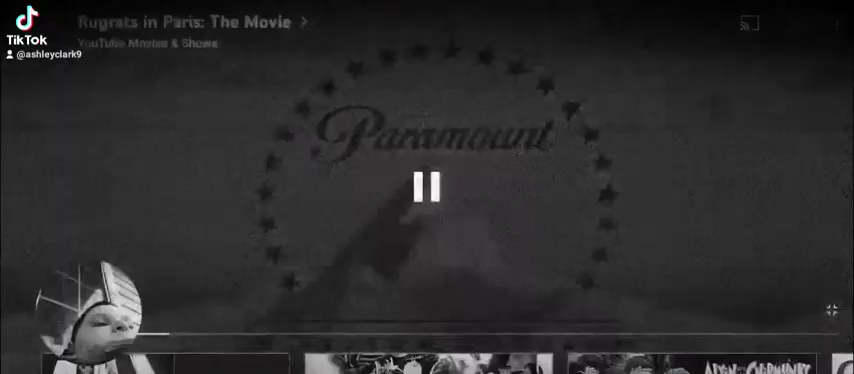 TikTok
@ashleyclark9
Rugrats in Paris: The Movie
YouTube Movies & Shows
Paramount